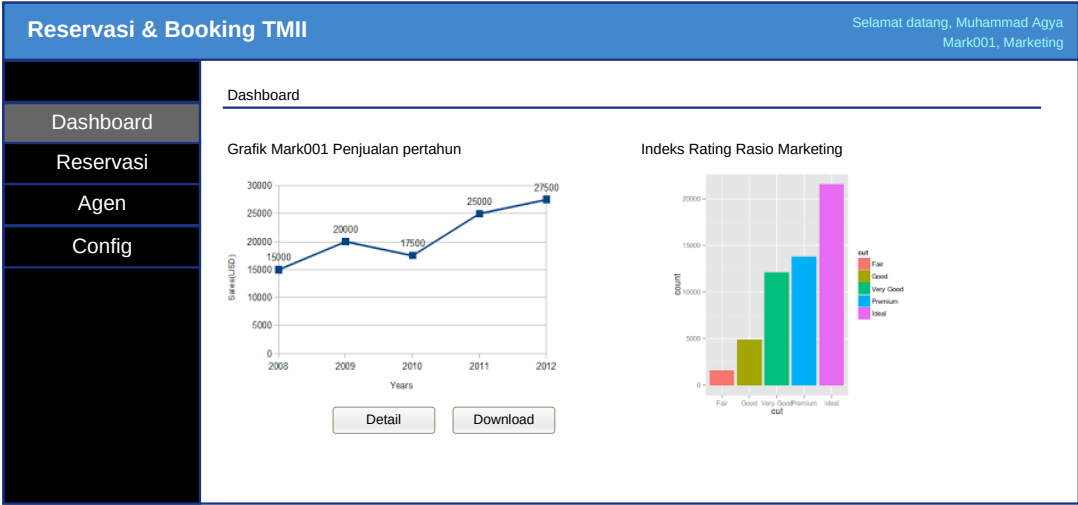 Reservasi & Booking TMII
Selamat datang, Muhammad Agya
Mark001, Marketing
Dashboard
Reservasi
Agen
Config
Dashboard
Grafik Mark001 Penjualan pertahun
30000
25000
20000
15000
10000
5000
0
Sales(USD)
15000
20000
17500
25000
27500
2008 2009 2010 2011 2012
Years
Detail Download
Indeks Rating Rasio Marketing
20000
15000
10000
5000
0
count
Fair Good Very Good Premium Ideal
cut
cut
Fair
Good
Very Good
Premium
Ideal